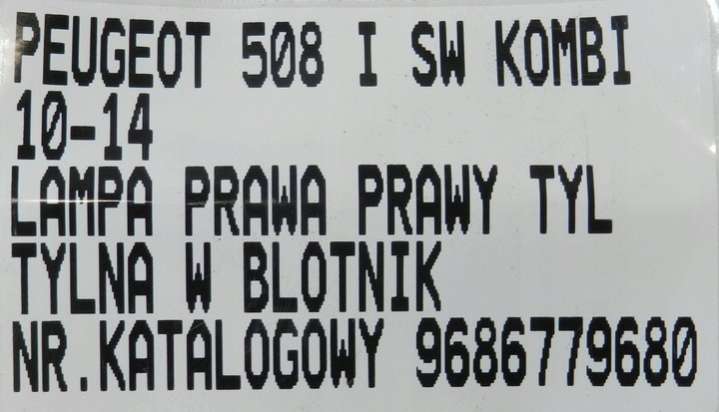 PEUGEOT 508 I SW KOMBI
10-14
LAMPA PRAWA PRAWY TYL
TYLNA W BLOTNIK
NR.KATALOGOWY 9686779680